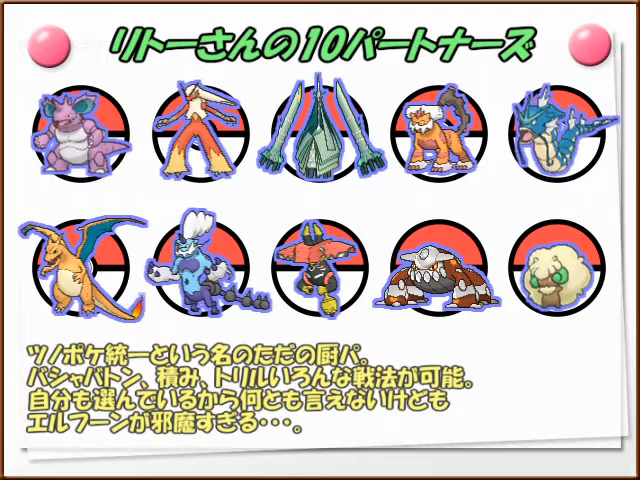 リトーさんの10パートナーズ
ツノポケ統一という名のただの厨パ。
バシャバトン、積み、トリルいろんな戦法が可能。
自分も選んでいるから何とも言えないけども
エルフーンが邪魔すぎる・・・。